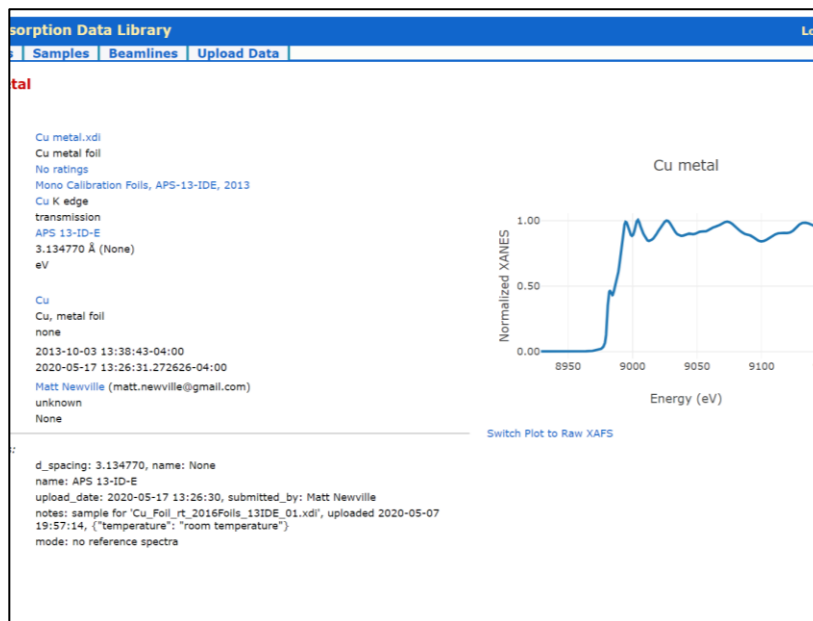 sorption Data Library
Lo
s | Samples | Beamlines | Upload Data |
tal
Cu metal.xdi
Cu metal foil
No ratings
Mono Calibration Foils, APS-13-IDE, 2013
Cu K edge
transmission
APS 13-ID-E
3.134770 Å (None)
eV
Cu
Cu, metal foil
none
2013-10-03 13:38:43-04:00
2020-05-17 13:26:31.272626-04:00
Matt Newville (matt.newville@gmail.com)
unknown
None
s:
d_spacing: 3.134770, name: None
name: APS 13-ID-E
upload_date: 2020-05-17 13:26:30, submitted_by: Matt Newville
notes: sample for 'Cu_Foil_rt_2016Foils_13IDE_01.xdi', uploaded 2020-05-07
19:57:14, {"temperature": "room temperature"}
mode: no reference spectra
Cu metal
Normalized XANES
1.00
0.50
0.00
8950 9000 9050 9100
Energy (eV)
Switch Plot to Raw XAFS